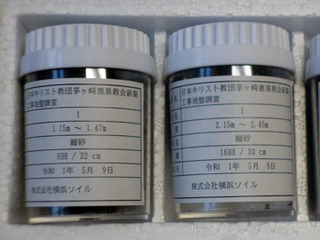 日本キリスト教団茅ヶ崎恵泉教会新築
工事地盤調査
1
1.15m ～ 1.47m
細砂
9回 / 32 cm
令和 1年 5月 9日
株式会社横浜ソイル
日本キリスト教団茅ヶ崎恵泉教会新築
工事地盤調査
1
2.15m ～ 2.45m
細砂
16回 / 30 cm
令和 1年 5月 9日
株式会社横浜ソイル